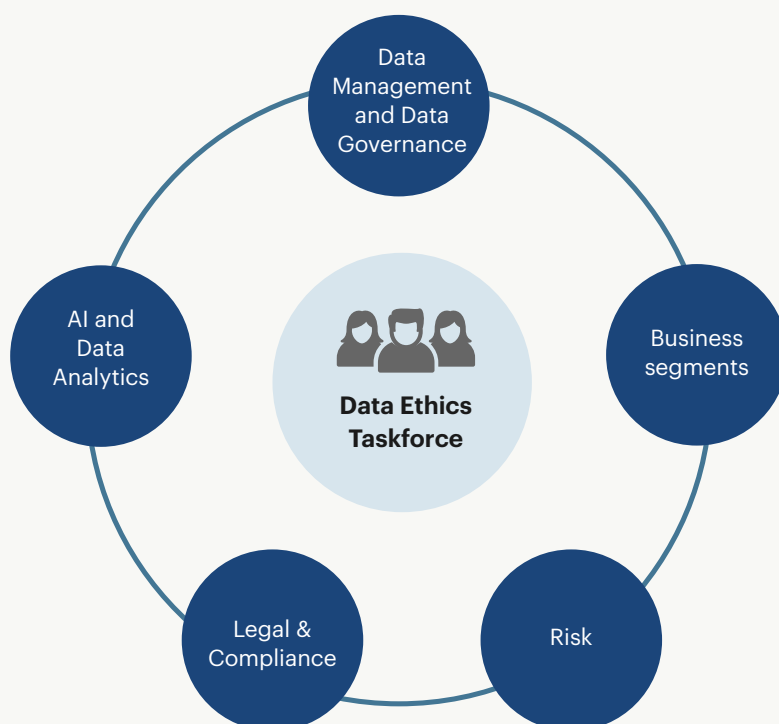 Data
Management
and Data
Governance
AI and
Data
Analytics
Business
segments
Data Ethics
Taskforce
Legal &
Compliance
Risk